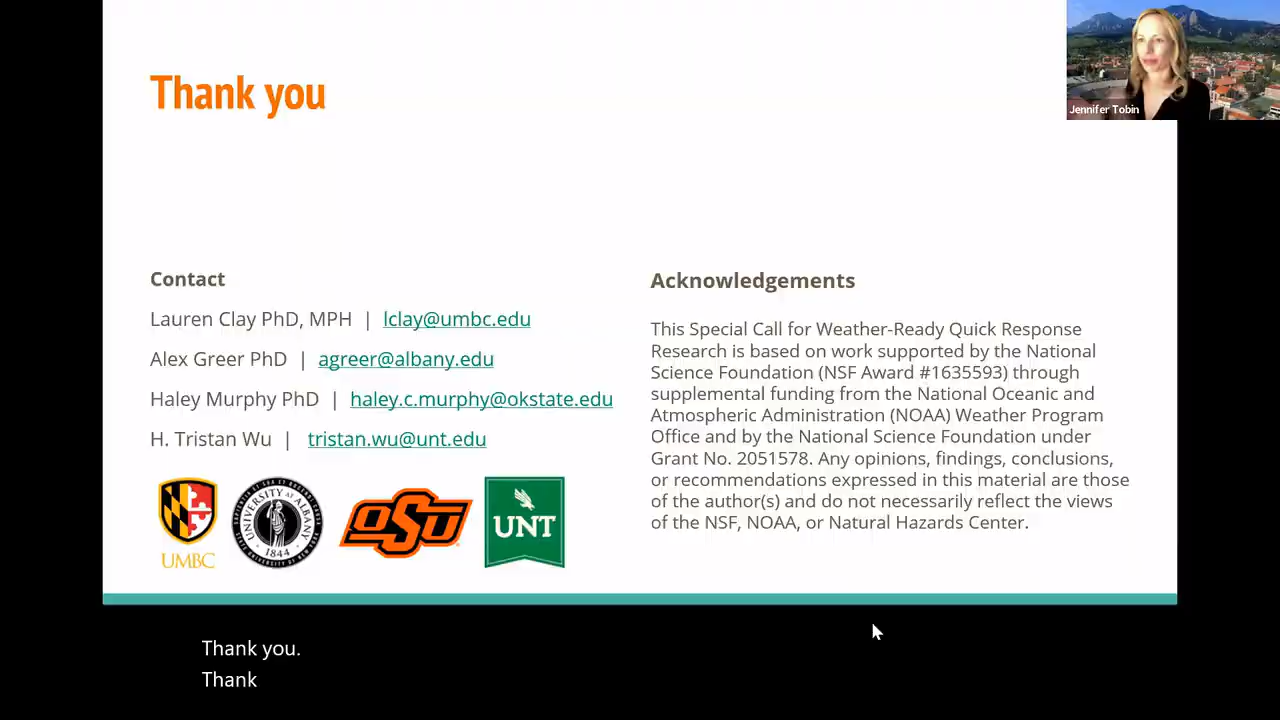 Thank you
Jennifer Tobin
Contact
Lauren Clay PhD, MPH | lclay@umbc.edu
Alex Greer PhD | agreer@albany.edu
Haley Murphy PhD | haley.c.murphy@okstate.edu
H. Tristan Wu | tristan.wu@unt.edu
UMBC
UNIVERSITY AT ALBANY
1844
OSU
UNT
Acknowledgements
This Special Call for Weather-Ready Quick Response
Research is based on work supported by the National
Science Foundation (NSF Award #1635593) through
supplemental funding from the National Oceanic and
Atmospheric Administration (NOAA) Weather Program
Office and by the National Science Foundation under
Grant No. 2051578. Any opinions, findings, conclusions,
or recommendations expressed in this material are those
of the author(s) and do not necessarily reflect the views
of the NSF, NOAA, or Natural Hazards Center.
Thank you.
Thank